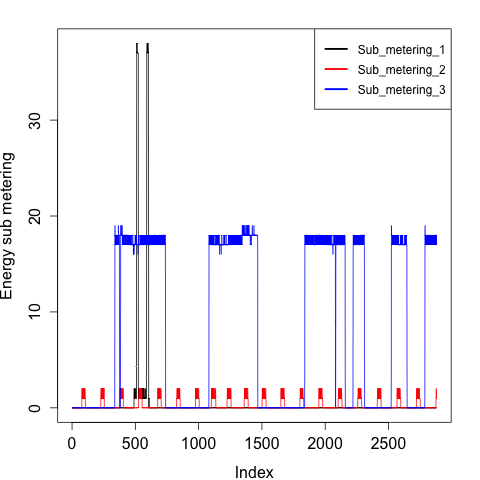 Sub_metering_1
Sub_metering_2
Sub_metering_3
Energy sub metering
30
20
10
0
0 500 1000 1500 2000 2500
Index